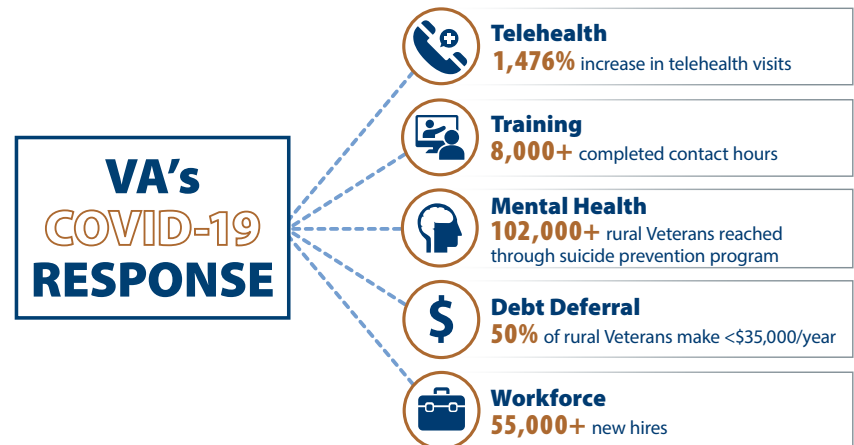 VA's
COVID-19
RESPONSE
Telehealth
1,476% increase in telehealth visits
Training
8,000+ completed contact hours
Mental Health
102,000+ rural Veterans reached
through suicide prevention program
$
Debt Deferral
50% of rural Veterans make <$35,000/year
Workforce
55,000+ new hires